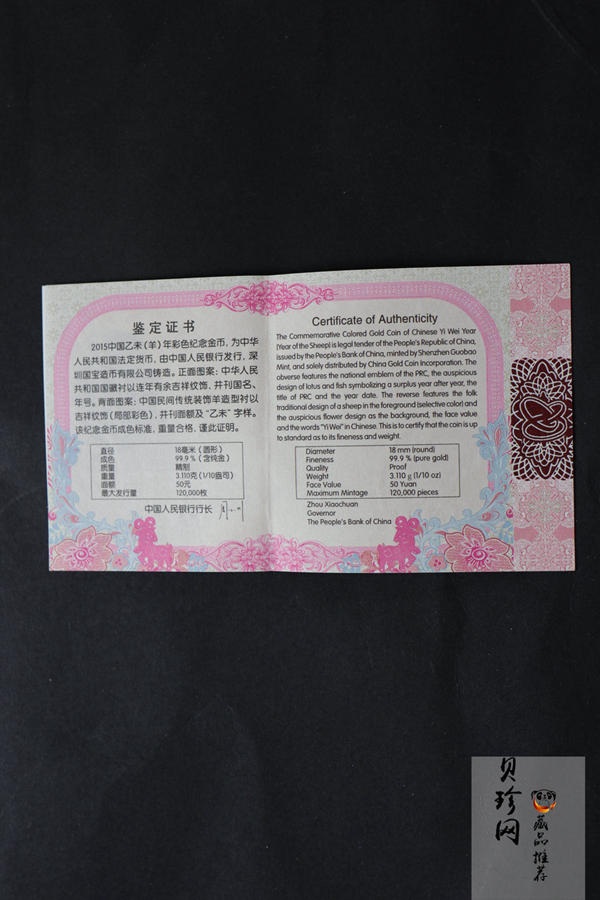 鉴定证书
2015中国乙未(羊)年彩色纪念金币，为中华
人民共和国法定货币，由中国人民银行发行，深
圳国宝造币有限公司铸造。正面图案：中华人
民共和国国徽衬以连年有余吉祥纹饰，并刊国名、
年号。背面图案：中国民间传统装饰羊造型衬以
吉祥纹饰(局部彩色)，并刊面额及“乙未”字样。
该纪念金币成色标准，重量合格，谨此证明。
直径 18毫米（圆形）
成色 99.9％（含纯金）
质量 精制
重量 3.110克(1/10盎司)
面额 50元
最大发行量 120,000枚
中国人民银行行长
Certificate of Authenticity
The Commemorative Colored Gold Coin of Chinese Yi Wei Year
(Year of the Sheep) is legal tender of the People's Republic of China,
issued by the People's Bank of China, minted by Shenzhen Guobao
Mint, and solely distributed by China Gold Coin Incorporation. The
obverse features the national emblem of the PRC, the auspicious
design of lotus and fish symbolizing a surplus year after year, the
title of PRC and the year date. The reverse features the folk
traditional design of a sheep in the foreground (selective color) and
the auspicious flower design as the background, the face value
and the words "Yi Wei" in Chinese. This is to certify that the coin is up
to standard as to its fineness and weight.
Diameter 18 mm (round)
Fineness 99.9 % (pure gold)
Quality Proof
Weight 3.110 g (1/10 oz)
Face Value 50 Yuan
Maximum Mintage 120,000 pieces
Zhou Xiaochuan
Governor
The People's Bank of China
贝珍网
藏品推荐